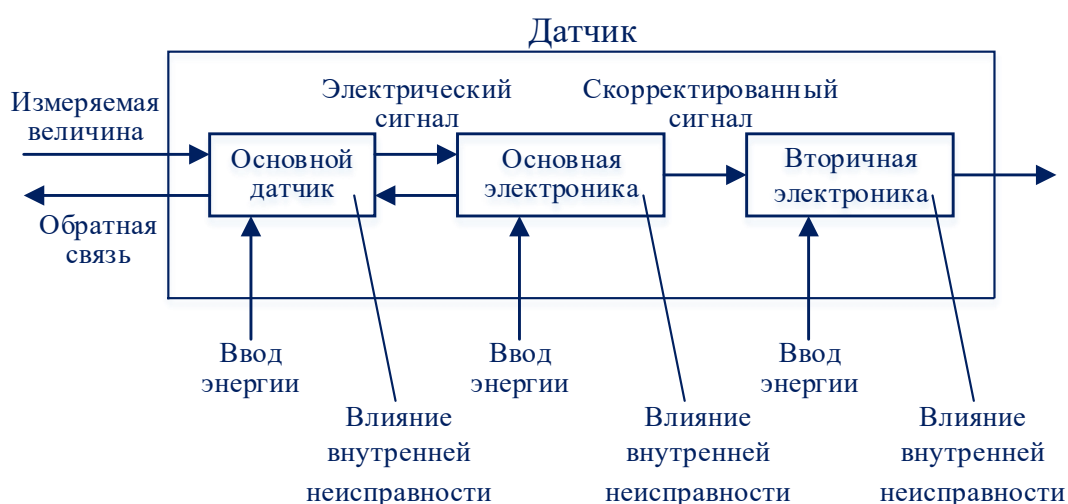 Датчик
Измеряемая
величина
Электрический
сигнал
Скорректированный
сигнал
Основной
датчик
Основная
электроника
Вторичная
электроника
Обратная
связь
Ввод
энергии
Ввод
энергии
Ввод
энергии
Влияние
внутренней
неисправности
Влияние
внутренней
неисправности
Влияние
внутренней
неисправности